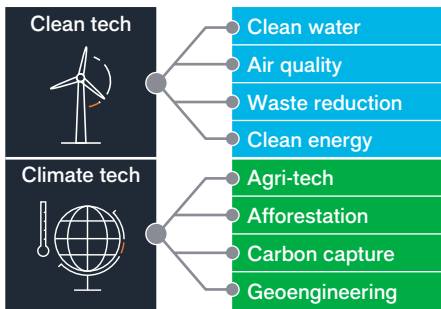 Clean tech
Clean water
Air quality
Waste reduction
Clean energy
Climate tech
Agri-tech
Afforestation
Carbon capture
Geoengineering